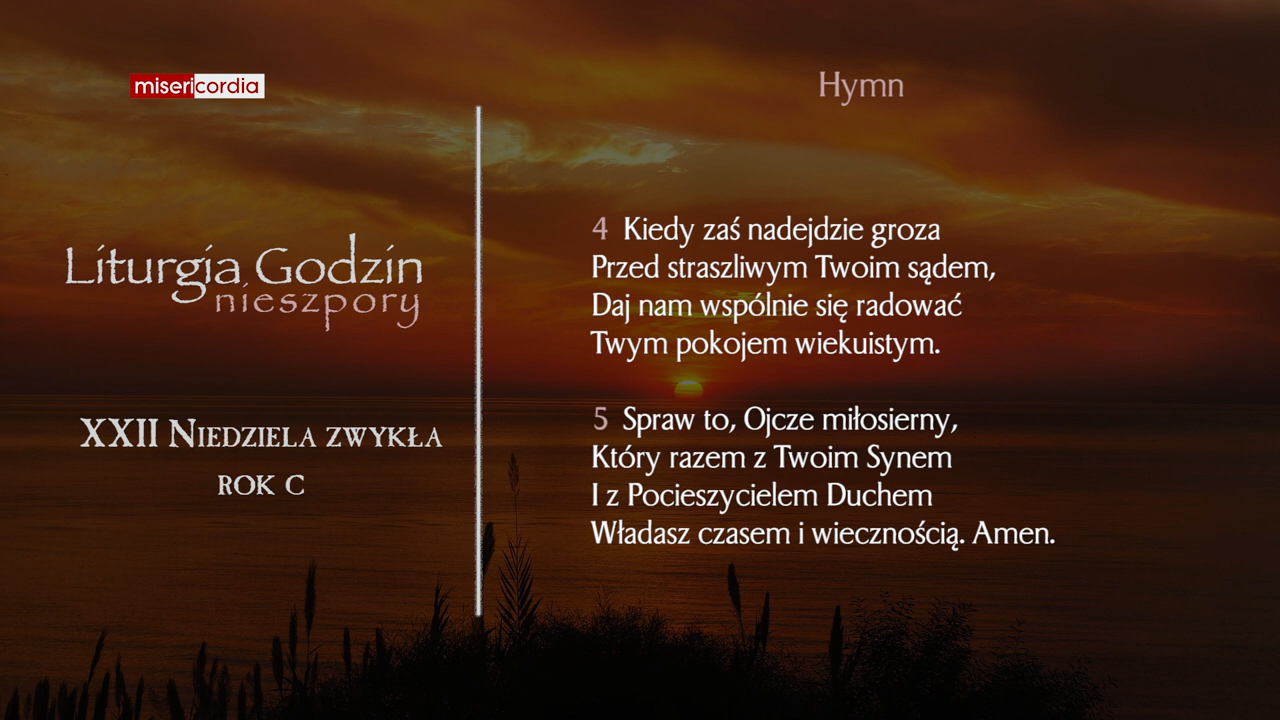 misericordia
Liturgia Godzin
nieszpory
XXII Niedziela zwykła
rok C
Hymn
4 Kiedy zaś nadejdzie groza
Przed straszliwym Twoim sądem,
Daj nam wspólnie się radować
Twym pokojem wiekuistym.
5 Spraw to, Ojcze miłosierny,
Który razem z Twoim Synem
I z Pocieszycielem Duchem
Władasz czasem i wiecznością. Amen.